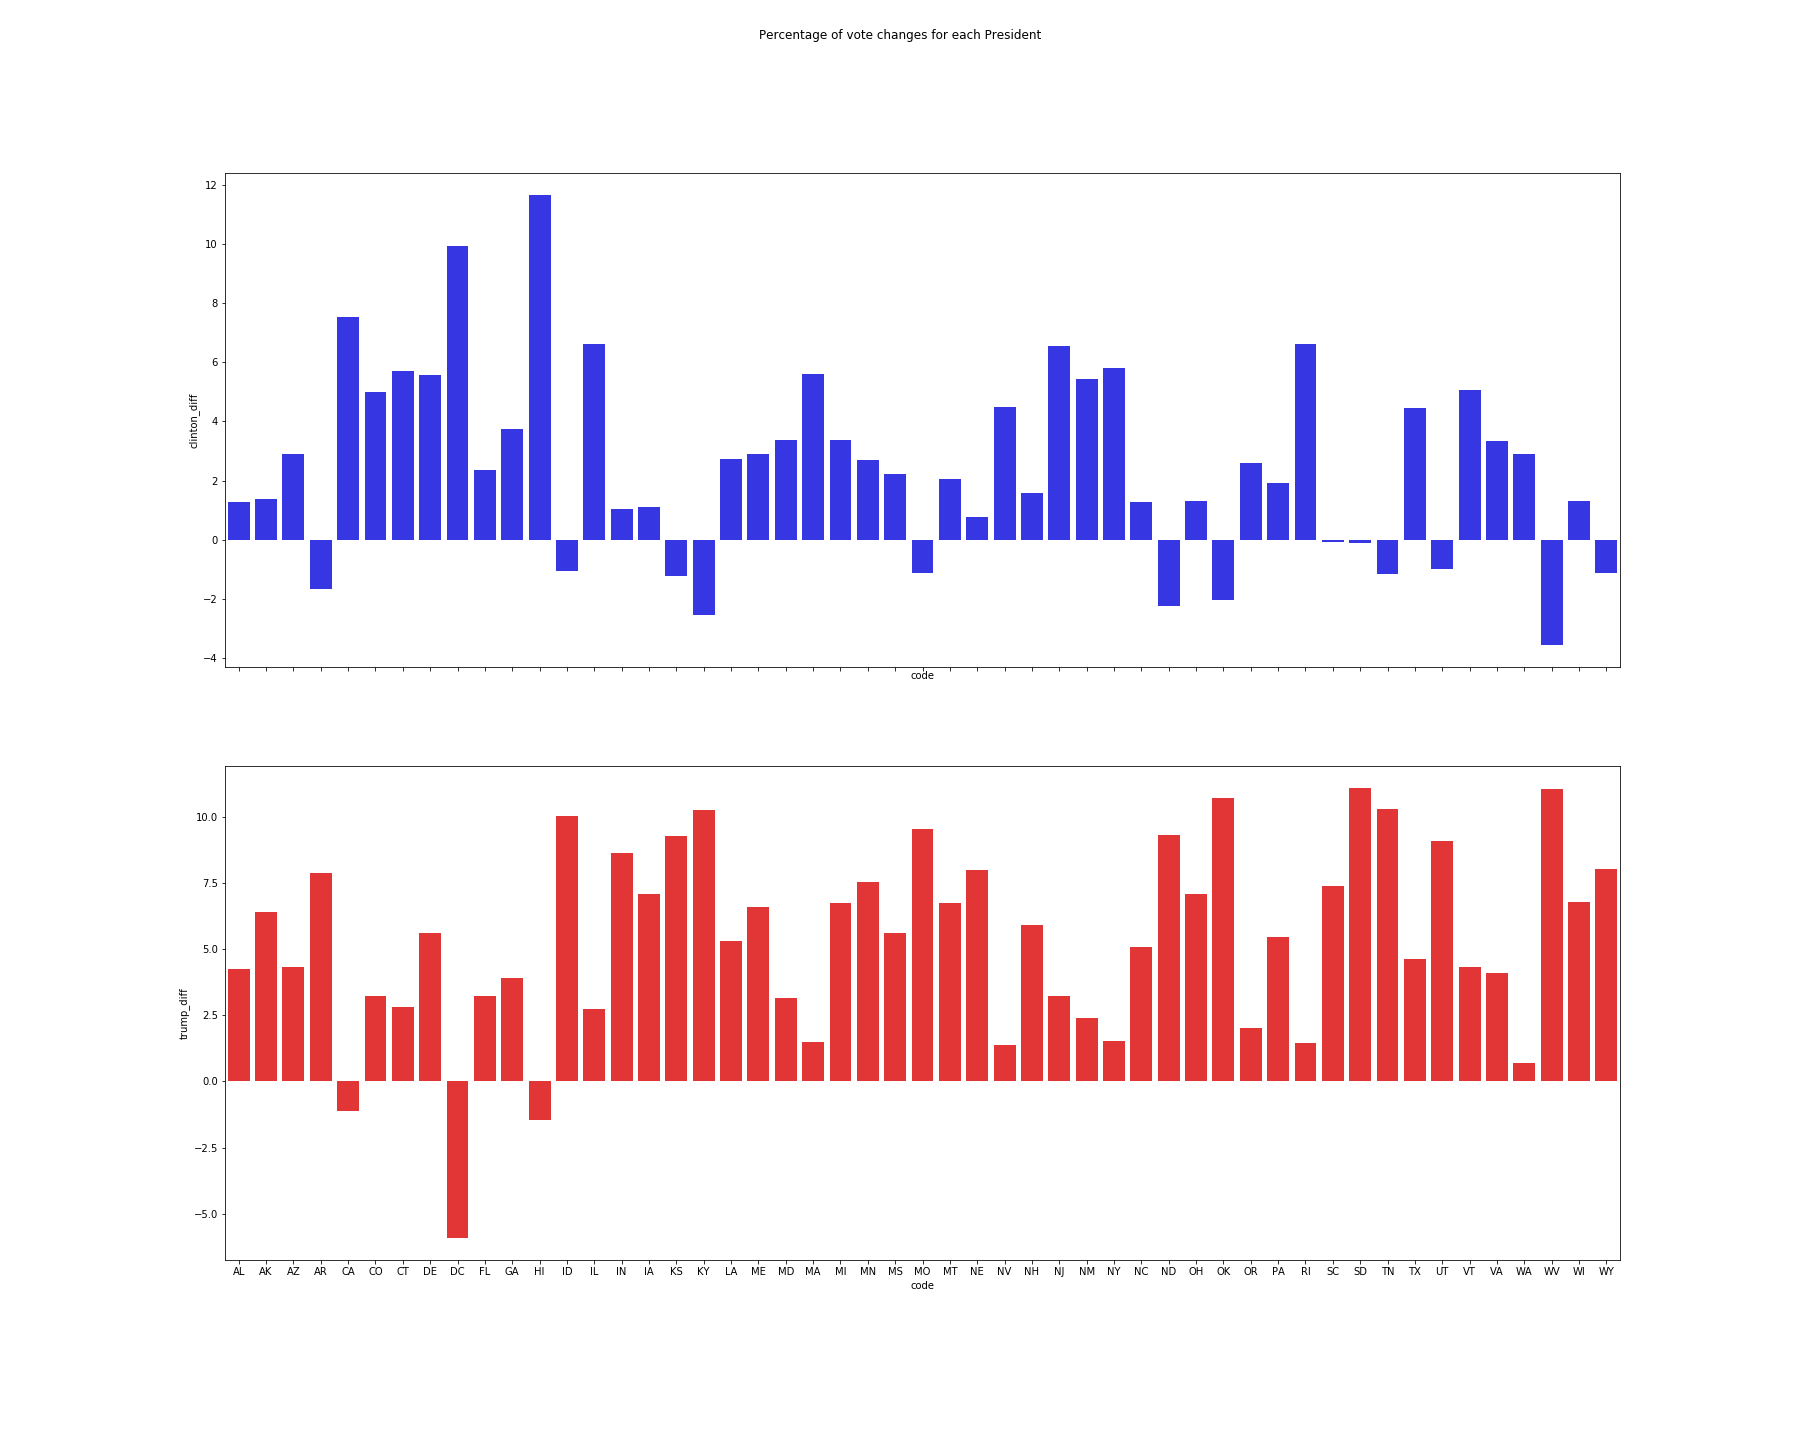 Percentage of vote changes for each President
12
10
8
6
4
2
0
−2
−4
clinton_diff
code
10.0
7.5
5.0
2.5
0.0
−2.5
−5.0
trump_diff
AL AK AZ AR CA CO CT DE DC FL GA HI ID IL IN IA KS KY LA ME MD MA MI MN MS MO MT NE NV NH NJ NM NY NC ND OH OK OR PA RI SC SD TN TX UT VT VA WA WV WI WY
code